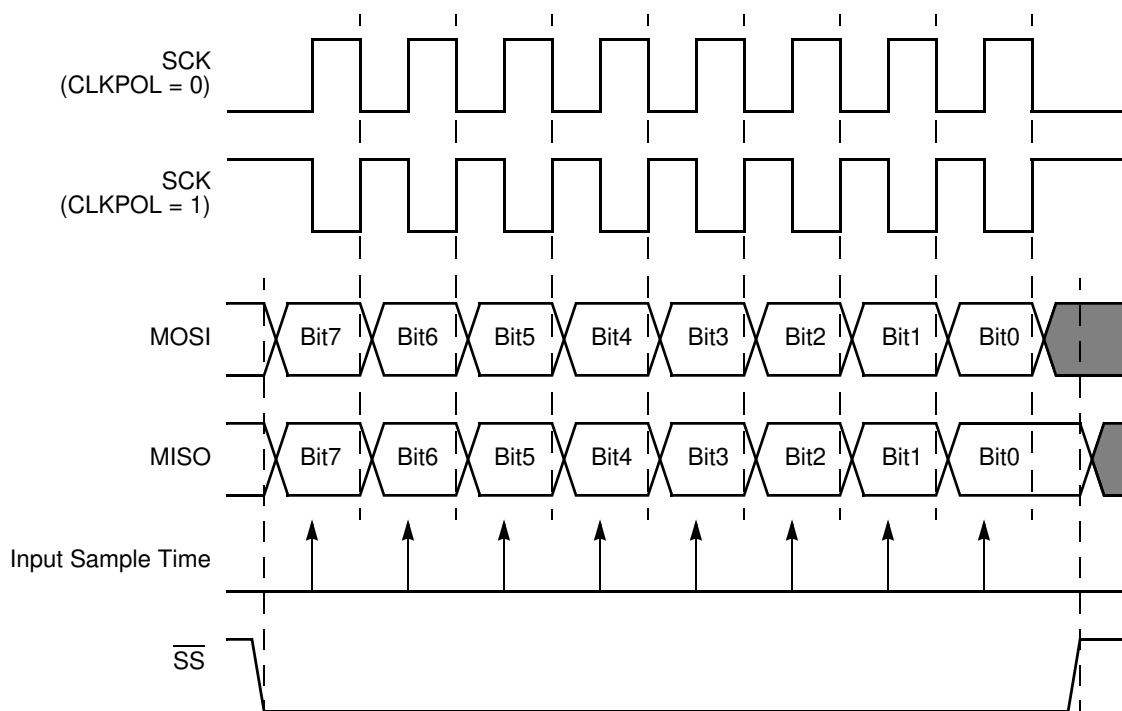 SCK
(CLKPOL = 0)
SCK
(CLKPOL = 1)
MOSI
Bit7 Bit6 Bit5 Bit4 Bit3 Bit2 Bit1 Bit0
MISO
Bit7 Bit6 Bit5 Bit4 Bit3 Bit2 Bit1 Bit0
Input Sample Time
S̅S̅